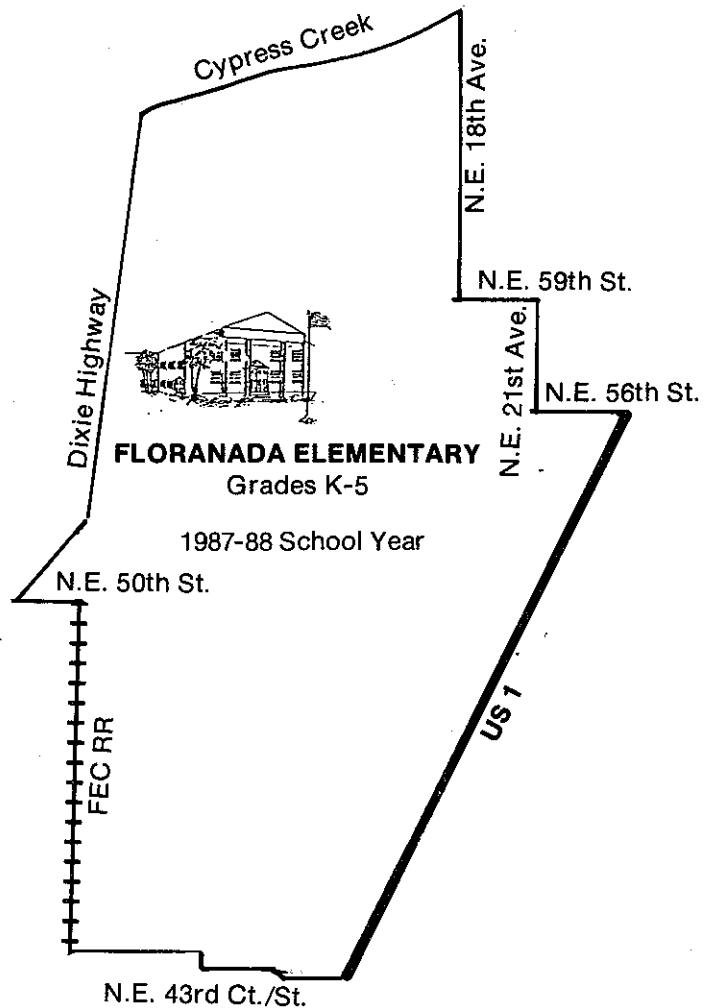 Cypress Creek
N.E. 18th Ave.
N.E. 59th St.
Dixie Highway
N.E. 21st Ave.
N.E. 56th St.
FLORANADA ELEMENTARY
Grades K-5
1987-88 School Year
N.E. 50th St.
US 1
FEC RR
N.E. 43rd Ct./St.